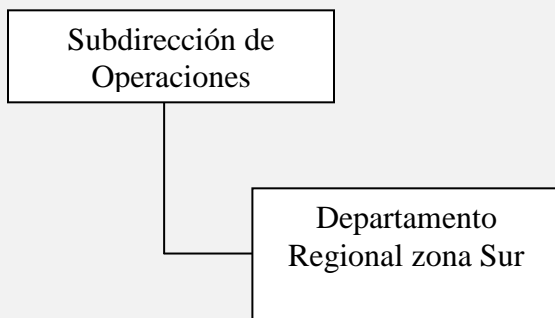 Subdirección de
Operaciones
Departamento
Regional zona Sur